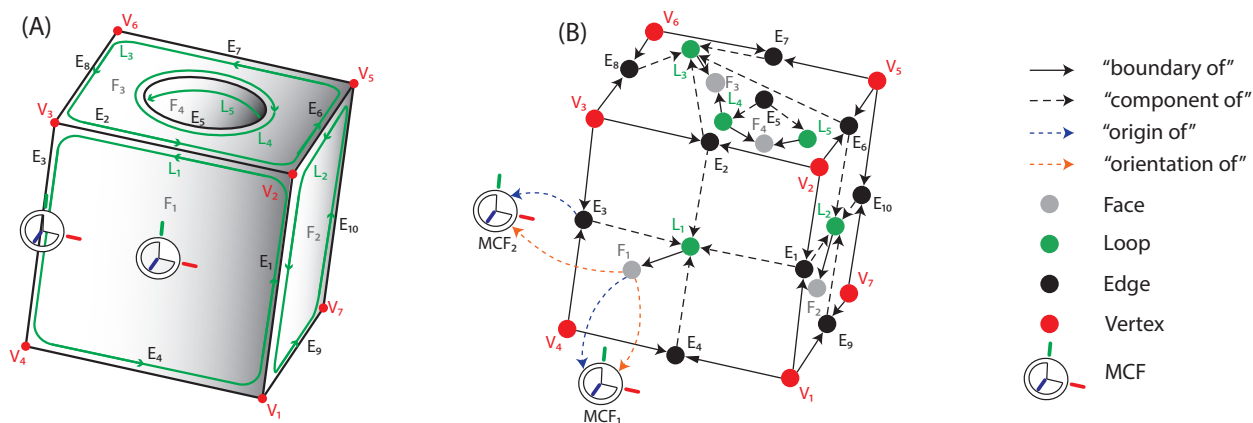 (A)
V6
E7
L3
E8
V5
F3
F4
L5
E5
E6
V3
E2
L4
E3
L1
L2
V2
F1
F2
E10
E1
V7
V4
E4
E9
V1
(B)
V6
E7
E8
L3
F3
V5
V3
L4
E5
F4
L5
E6
E2
V2
MCF2
E3
L1
L2
E10
F1
E1
V7
F2
V4
E4
E9
MCF1
V1
"boundary of"
"component of"
"origin of"
"orientation of"
Face
Loop
Edge
Vertex
MCF